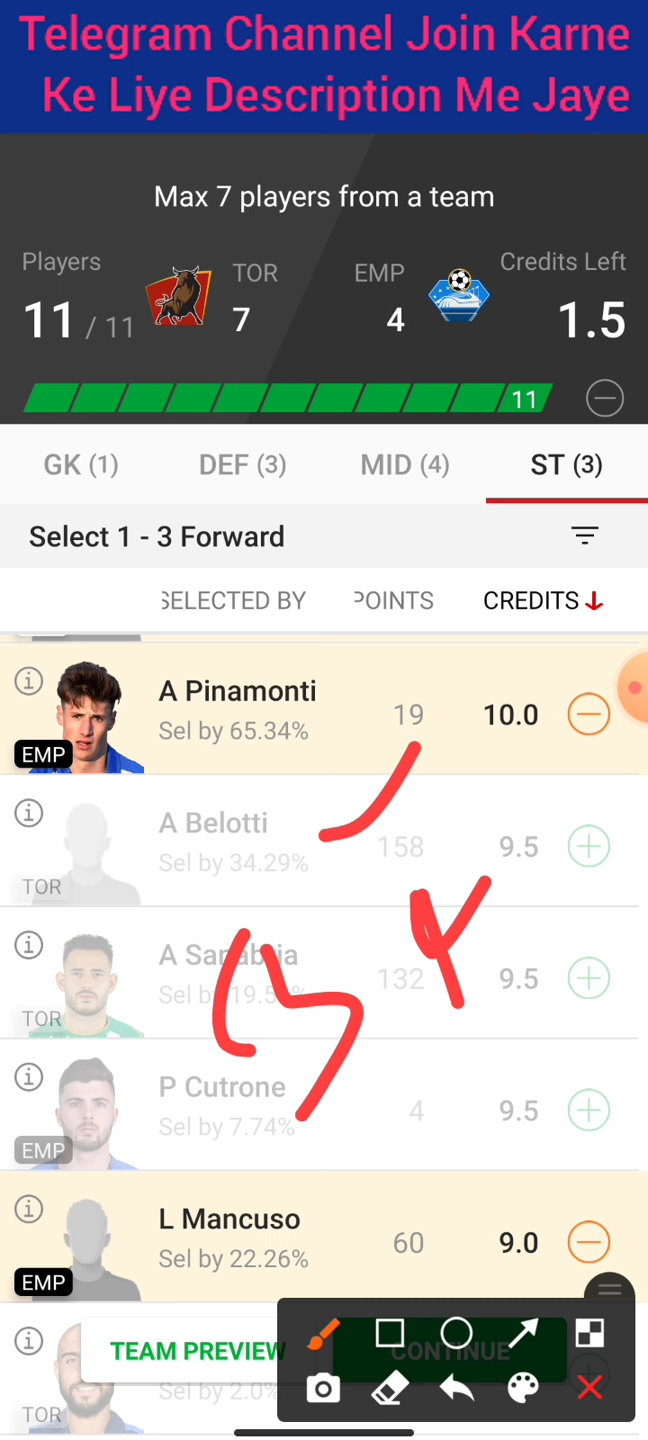 Telegram Channel Join Karne
Ke Liye Description Me Jaye
Max 7 players from a team
Players TOR EMP Credits Left
11 / 11 7 4 1.5
11
GK (1) DEF (3) MID (4) ST (3)
Select 1 - 3 Forward
SELECTED BY POINTS CREDITS
A Pinamonti
Sel by 65.34% 19 10.0
EMP
A Belotti
Sel by 34.29% 158 9.5
TOR
A Sanabria
Sel by 132 9.5
TOR
P Cutrone
Sel by 7.74% 4 9.5
EMP
L Mancuso
Sel by 22.26% 60 9.0
EMP
TEAM PREVIEW CONTINUE
Sel by 2.0%
TOR